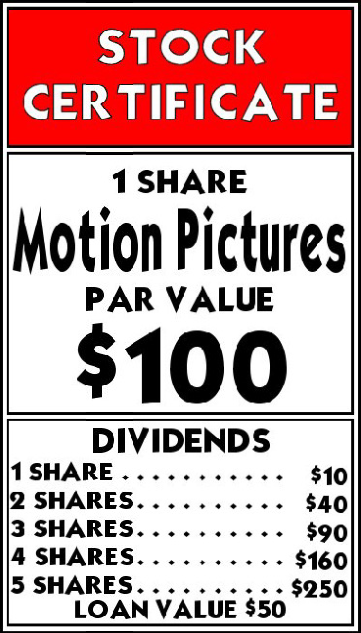 STOCK
CERTIFICATE
1 SHARE
Motion Pictures
PAR VALUE
$100
DIVIDENDS
1 SHARE . . . . . . . . . . . $10
2 SHARES. . . . . . . . . . $40
3 SHARES. . . . . . . . . . $90
4 SHARES. . . . . . . . . . $160
5 SHARES. . . . . . . . . . $250
LOAN VALUE $50